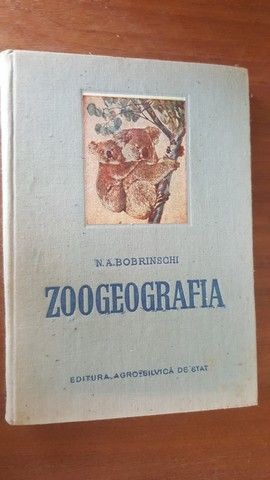 N.A.BOBRINSCHI
ZOOGEOGRAFIA
EDITURA AGRO-SILVICĂ DE STAT